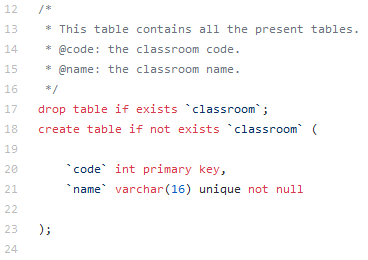 12 /*
13  * This table contains all the present tables.
14  * @code: the classroom code.
15  * @name: the classroom name.
16  */
17 drop table if exists `classroom`;
18 create table if not exists `classroom` (
19
20     `code` int primary key,
21     `name` varchar(16) unique not null
22
23 );
24